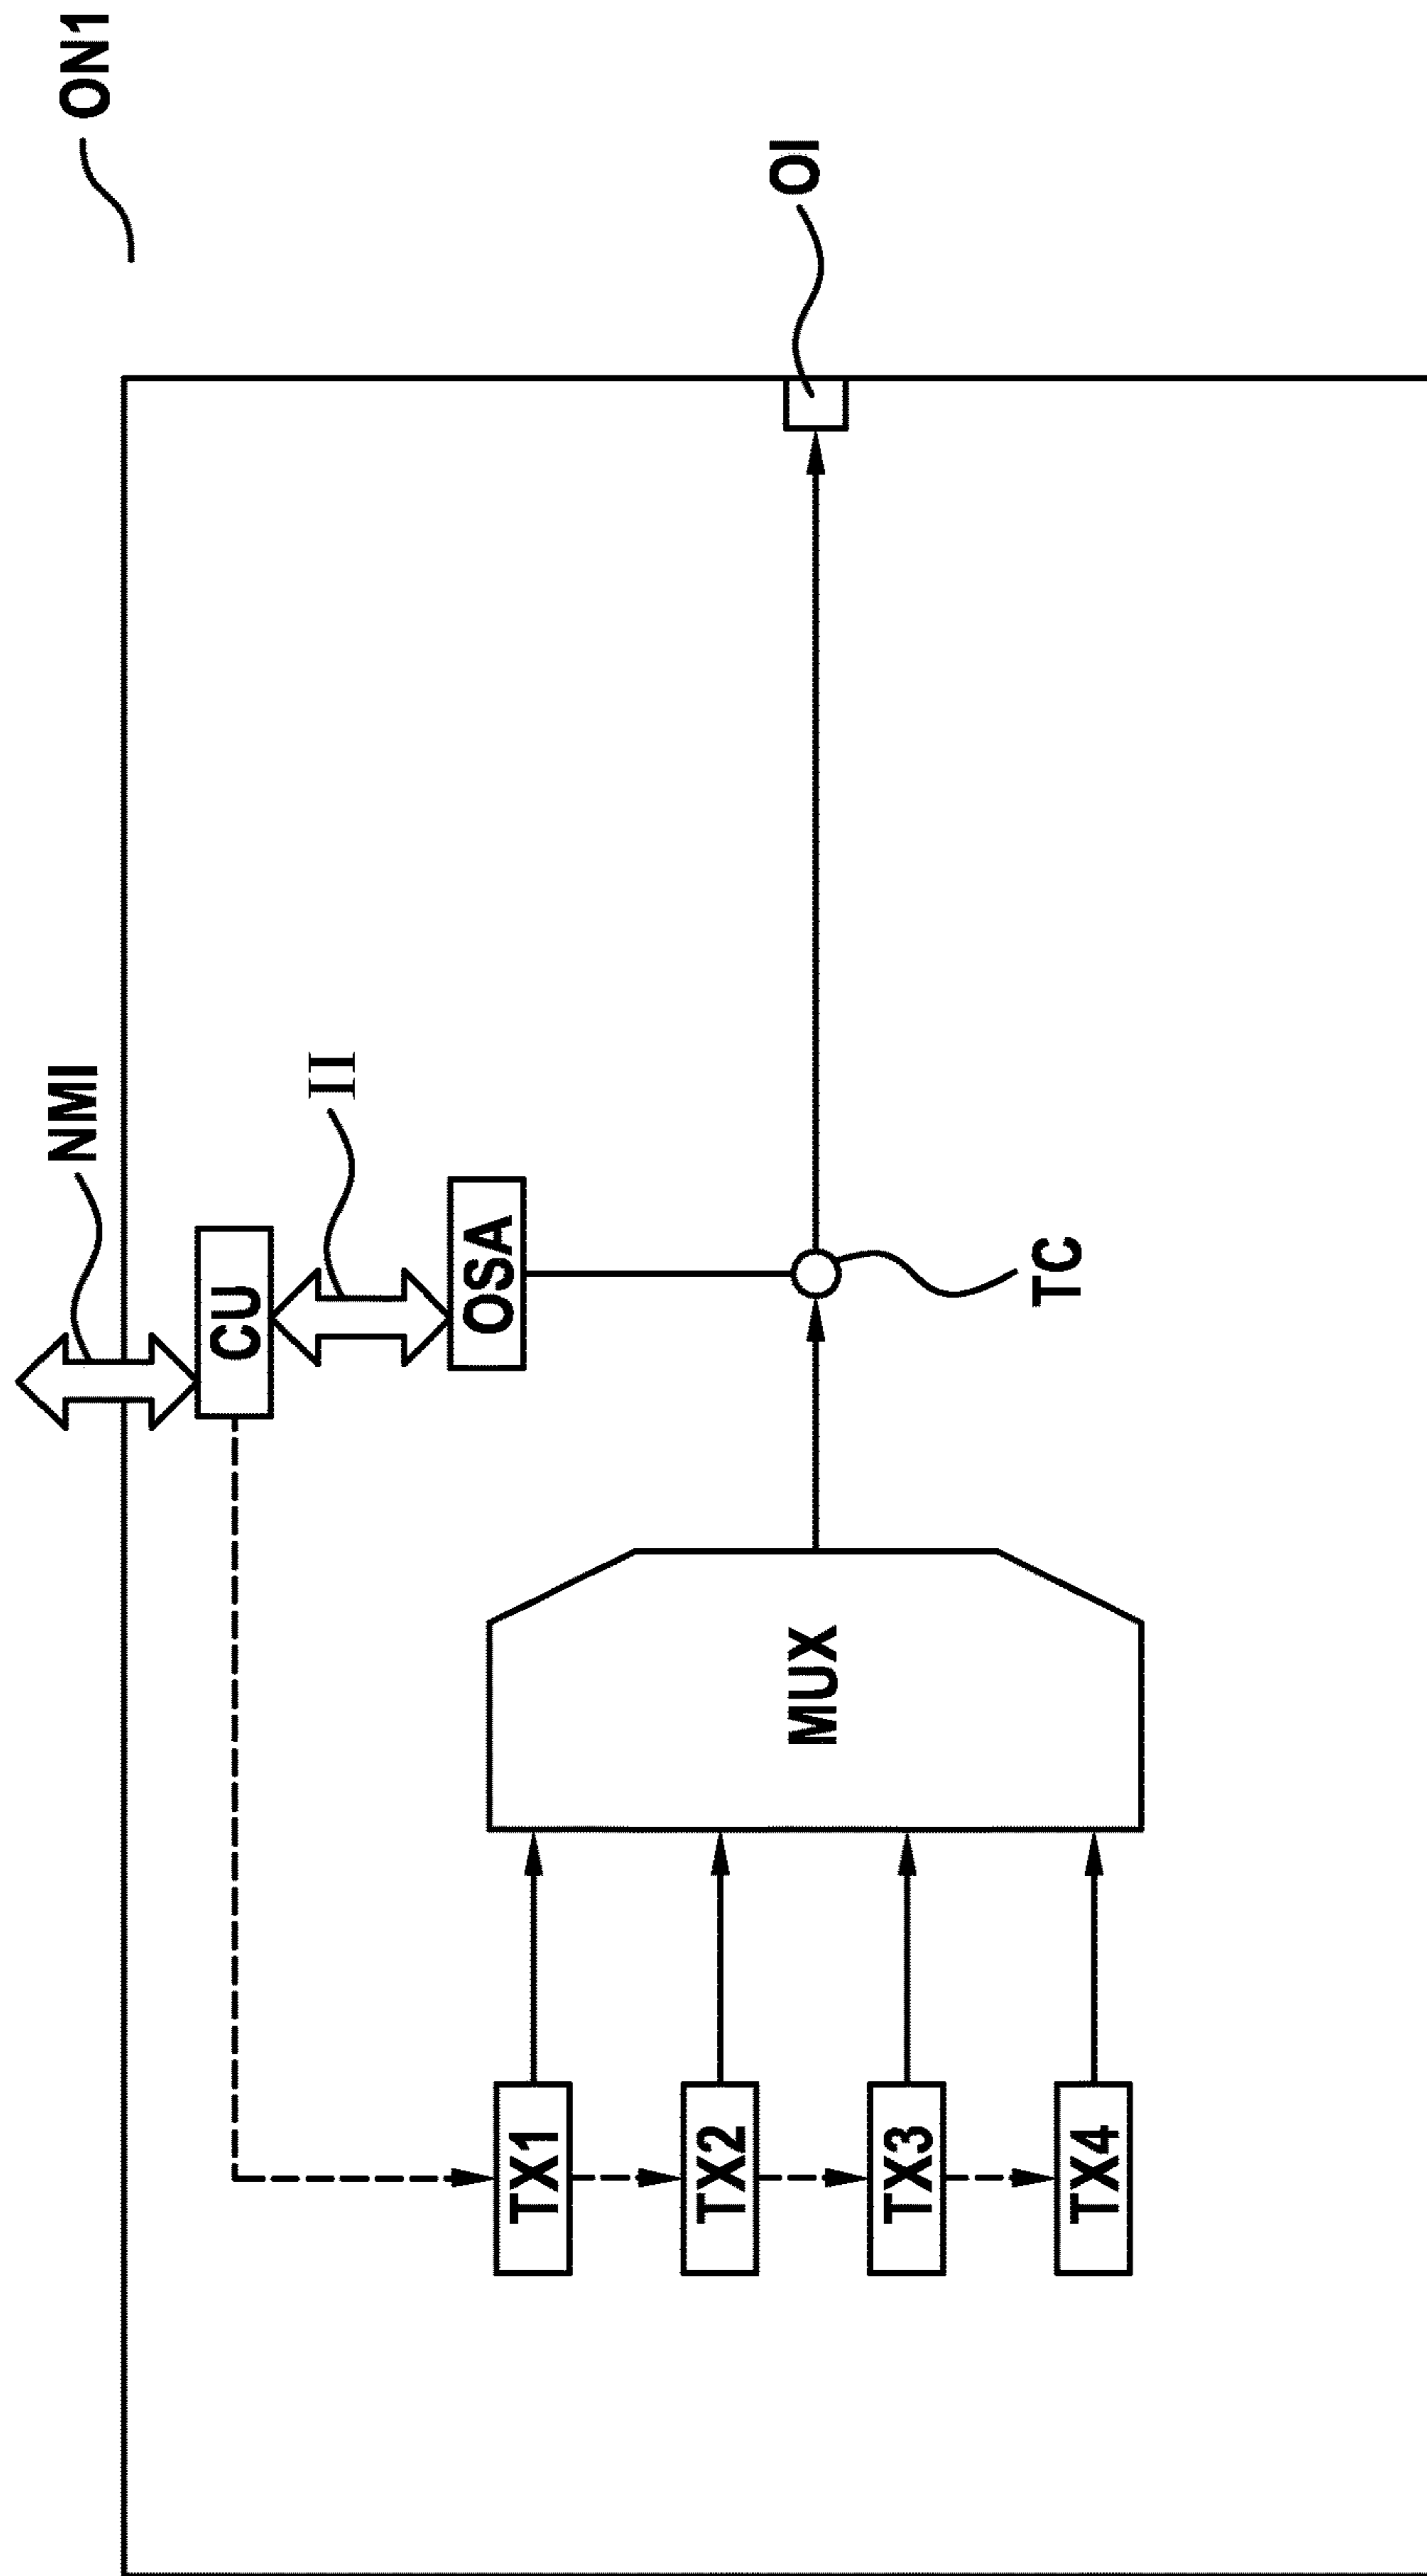 ON1
NMI
CU
II
OSA
OI
TC
MUX
TX1
TX2
TX3
TX4